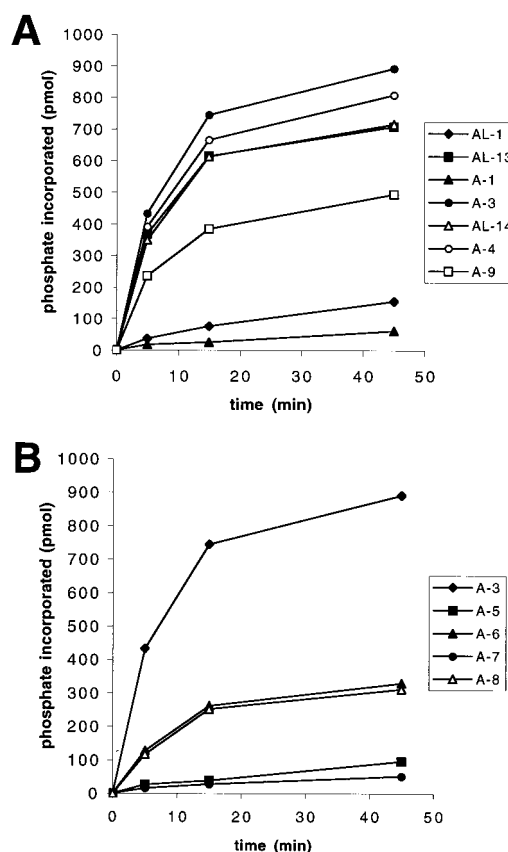 A
1000
900
800
700
600
500
400
300
200
100
0
phosphate incorporated (pmol)
0 10 20 30 40 50
time (min)
AL-1
AL-13
A-1
A-3
AL-14
A-4
A-9
B
1000
900
800
700
600
500
400
300
200
100
0
phosphate incorporated (pmol)
0 10 20 30 40 50
time (min)
A-3
A-5
A-6
A-7
A-8